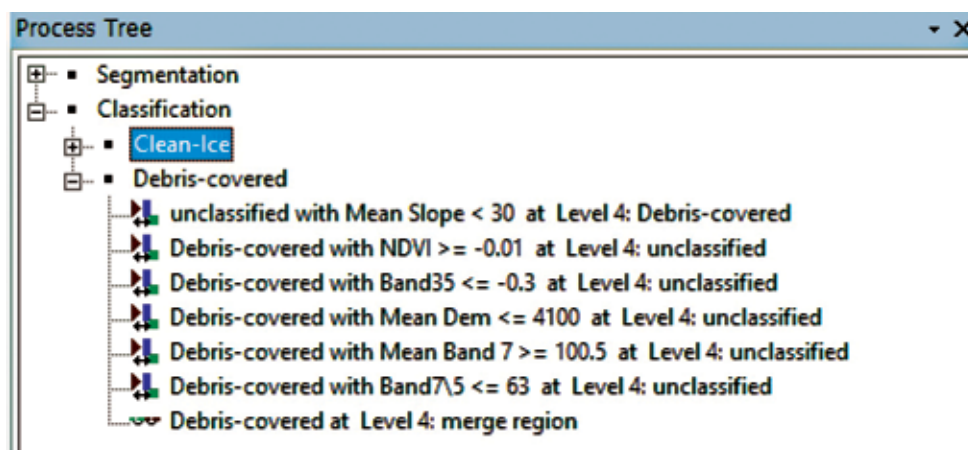 Process Tree
Segmentation
Classification
Clean-Ice
Debris-covered
unclassified with Mean Slope < 30 at Level 4: Debris-covered
Debris-covered with NDVI >= -0.01 at Level 4: unclassified
Debris-covered with Band35 <= -0.3 at Level 4: unclassified
Debris-covered with Mean Dem <= 4100 at Level 4: unclassified
Debris-covered with Mean Band 7 >= 100.5 at Level 4: unclassified
Debris-covered with Band7\5 <= 63 at Level 4: unclassified
Debris-covered at Level 4: merge region